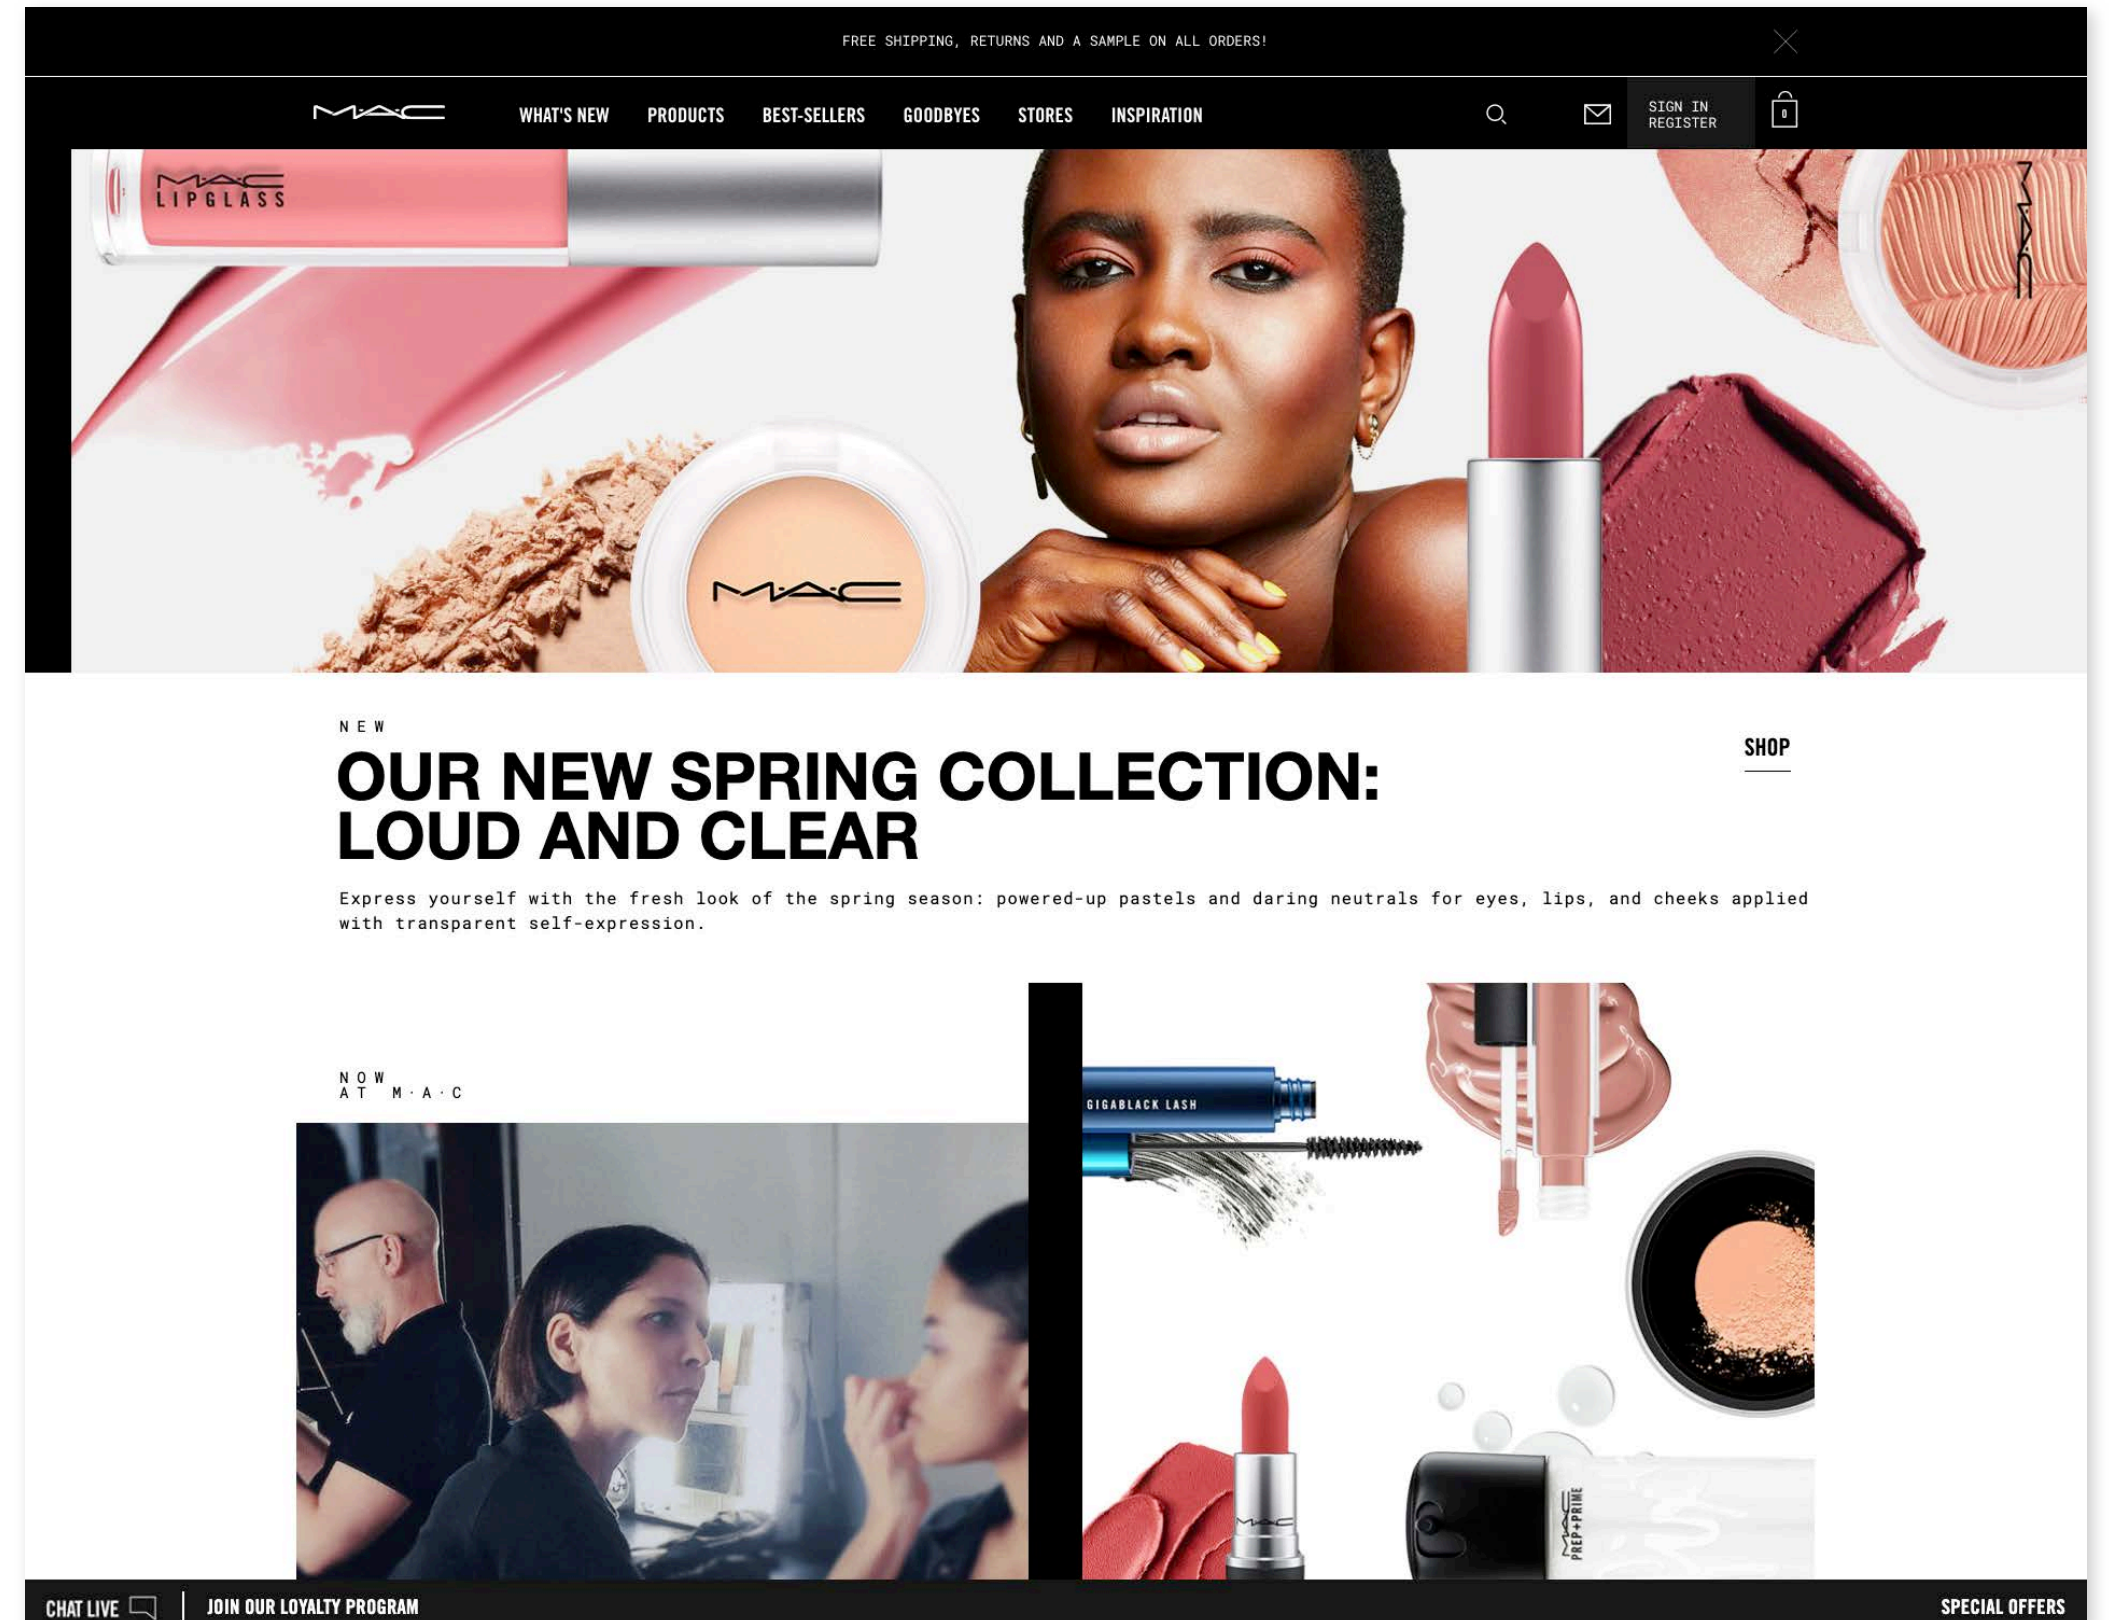 FREE SHIPPING, RETURNS AND A SAMPLE ON ALL ORDERS!
M·A·C
WHAT'S NEW
PRODUCTS
BEST-SELLERS
GOODBYES
STORES
INSPIRATION
SIGN IN
REGISTER
0
M·A·C
LIPGLASS
M·A·C
M·A·C
NEW
SHOP
OUR NEW SPRING COLLECTION:
LOUD AND CLEAR
Express yourself with the fresh look of the spring season: powered-up pastels and daring neutrals for eyes, lips, and cheeks applied
with transparent self-expression.
NOW
AT M·A·C
GIGABLACK LASH
M·A·C
M·A·C
PREP+PRIME
CHAT LIVE
JOIN OUR LOYALTY PROGRAM
SPECIAL OFFERS